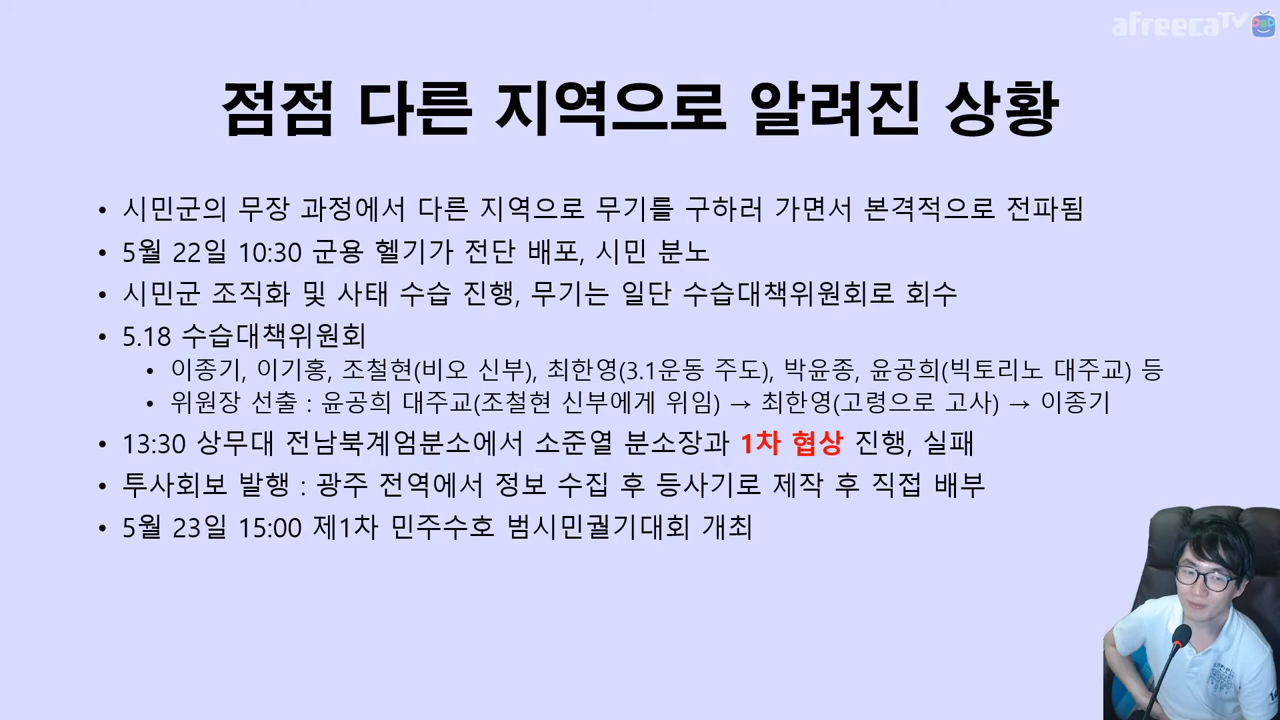 afreecaTV
점점 다른 지역으로 알려진 상황
• 시민군의 무장 과정에서 다른 지역으로 무기를 구하러 가면서 본격적으로 전파됨
• 5월 22일 10:30 군용 헬기가 전단 배포, 시민 분노
• 시민군 조직화 및 사태 수습 진행, 무기는 일단 수습대책위원회로 회수
• 5.18 수습대책위원회
• 이종기, 이기홍, 조철현(비오 신부), 최한영(3.1운동 주도), 박윤종, 윤공희(빅토리노 대주교) 등
• 위원장 선출 : 윤공희 대주교(조철현 신부에게 위임) → 최한영(고령으로 고사) → 이종기
• 13:30 상무대 전남북계엄분소에서 소준열 분소장과 1차 협상 진행, 실패
• 투사회보 발행 : 광주 전역에서 정보 수집 후 등사기로 제작 후 직접 배부
• 5월 23일 15:00 제1차 민주수호 범시민궐기대회 개최